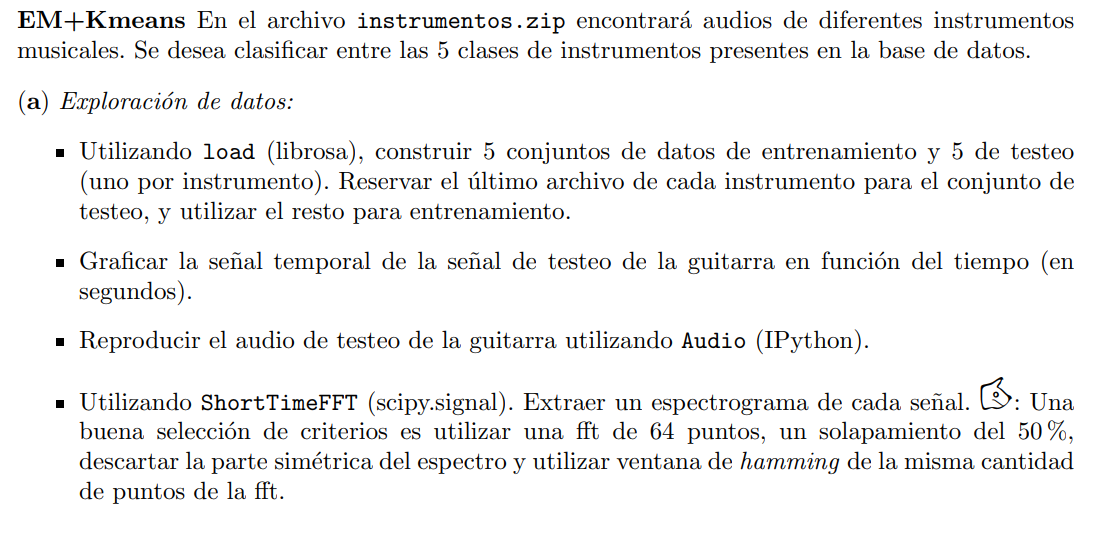 EM+Kmeans En el archivo instrumentos.zip encontrará audios de diferentes instrumentos
musicales. Se desea clasificar entre las 5 clases de instrumentos presentes en la base de datos.
(a) Exploración de datos:
▪ Utilizando load (librosa), construir 5 conjuntos de datos de entrenamiento y 5 de testeo
(uno por instrumento). Reservar el último archivo de cada instrumento para el conjunto de
testeo, y utilizar el resto para entrenamiento.
▪ Graficar la señal temporal de la señal de testeo de la guitarra en función del tiempo (en
segundos).
▪ Reproducir el audio de testeo de la guitarra utilizando Audio (IPython).
▪ Utilizando ShortTimeFFT (scipy.signal). Extraer un espectrograma de cada señal. : Una
buena selección de criterios es utilizar una fft de 64 puntos, un solapamiento del 50 %,
descartar la parte simétrica del espectro y utilizar ventana de hamming de la misma cantidad
de puntos de la fft.